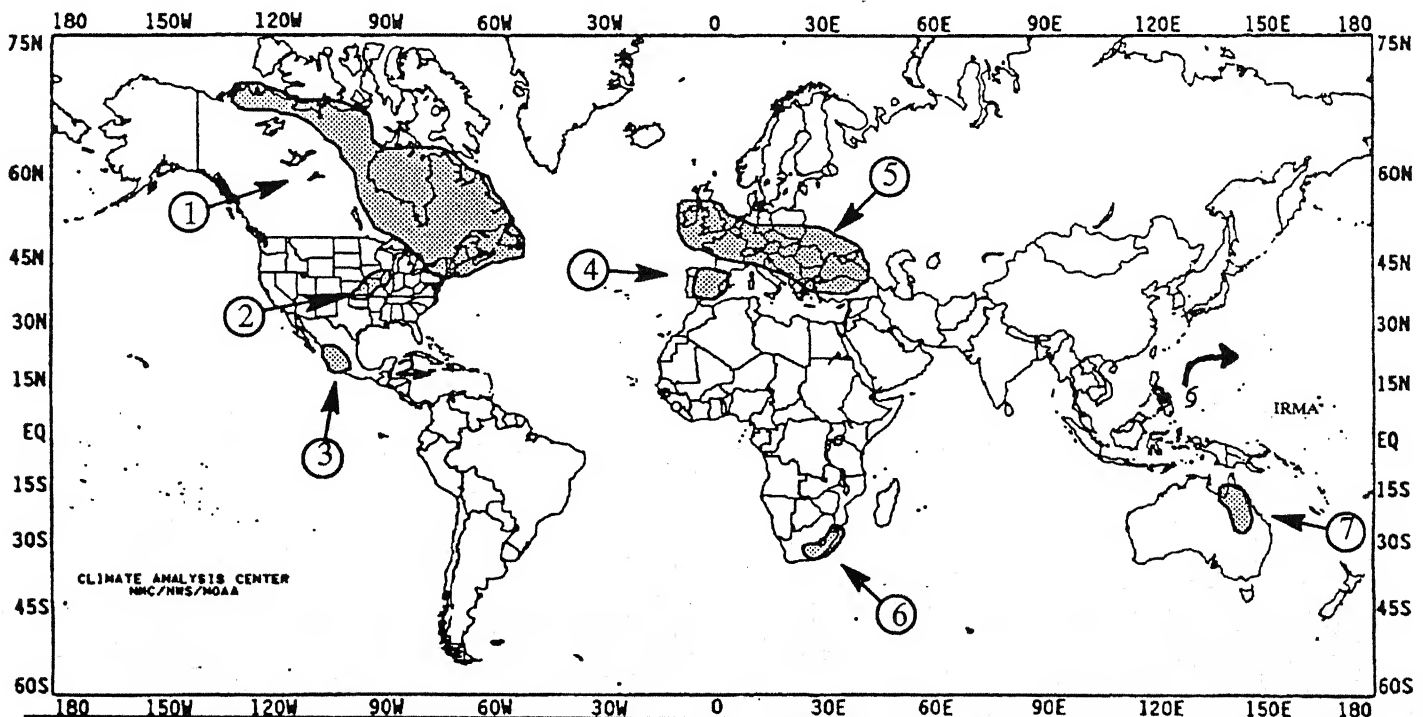 180 150W 120W 90W 60W 30W 0 30E 60E 90E 120E 150E 180
75N 75N
60N 60N
5
1
45N 45N
4
2
30N 30N
15N 15N
IRMA
EQ EQ
3
15S 15S
7
30S 30S
CLIMATE ANALYSIS CENTER
NMC/NWS/NOAA
45S 45S
6
60S 60S
180 150W 120W 90W 60W 30W 0 30E 60E 90E 120E 150E 180